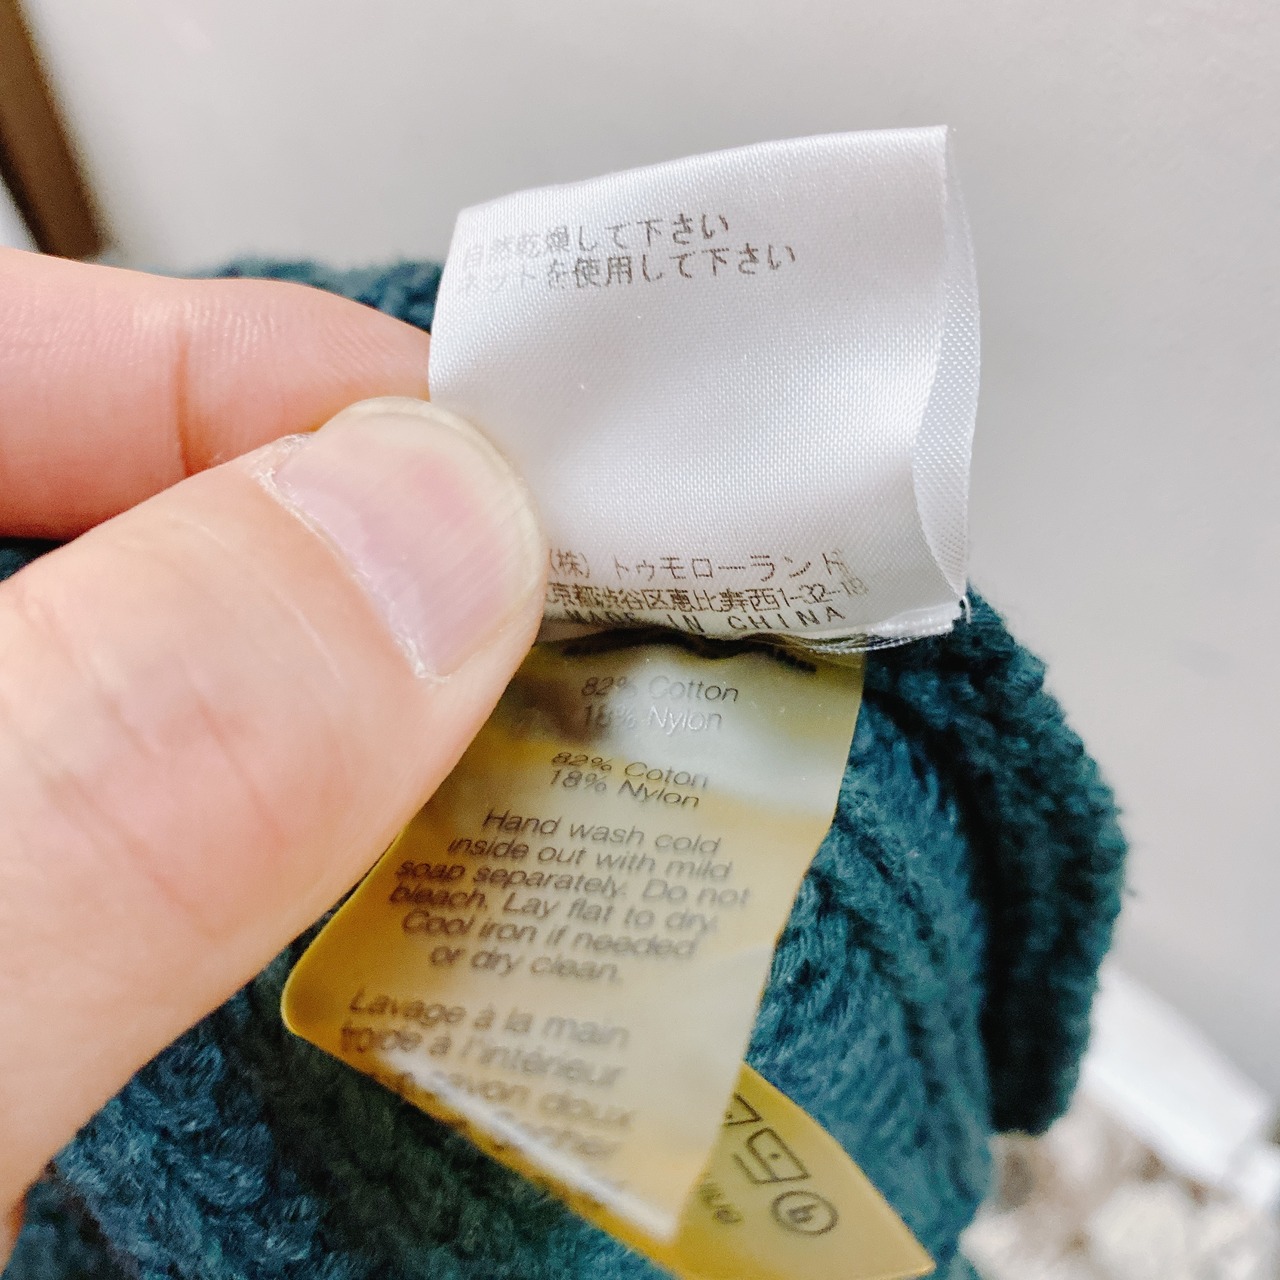 自然乾燥して下さい
ネットを使用して下さい
(株) トゥモローランド
東京都渋谷区恵比寿西1-32-18
MADE IN CHINA
82% Cotton
18% Nylon
82% Coton
18% Nylon
Hand wash cold
inside out with mild
soap separately. Do not
bleach. Lay flat to dry.
Cool iron if needed
or dry clean.
Lavage à la main
froide à l'intérieur
savon doux